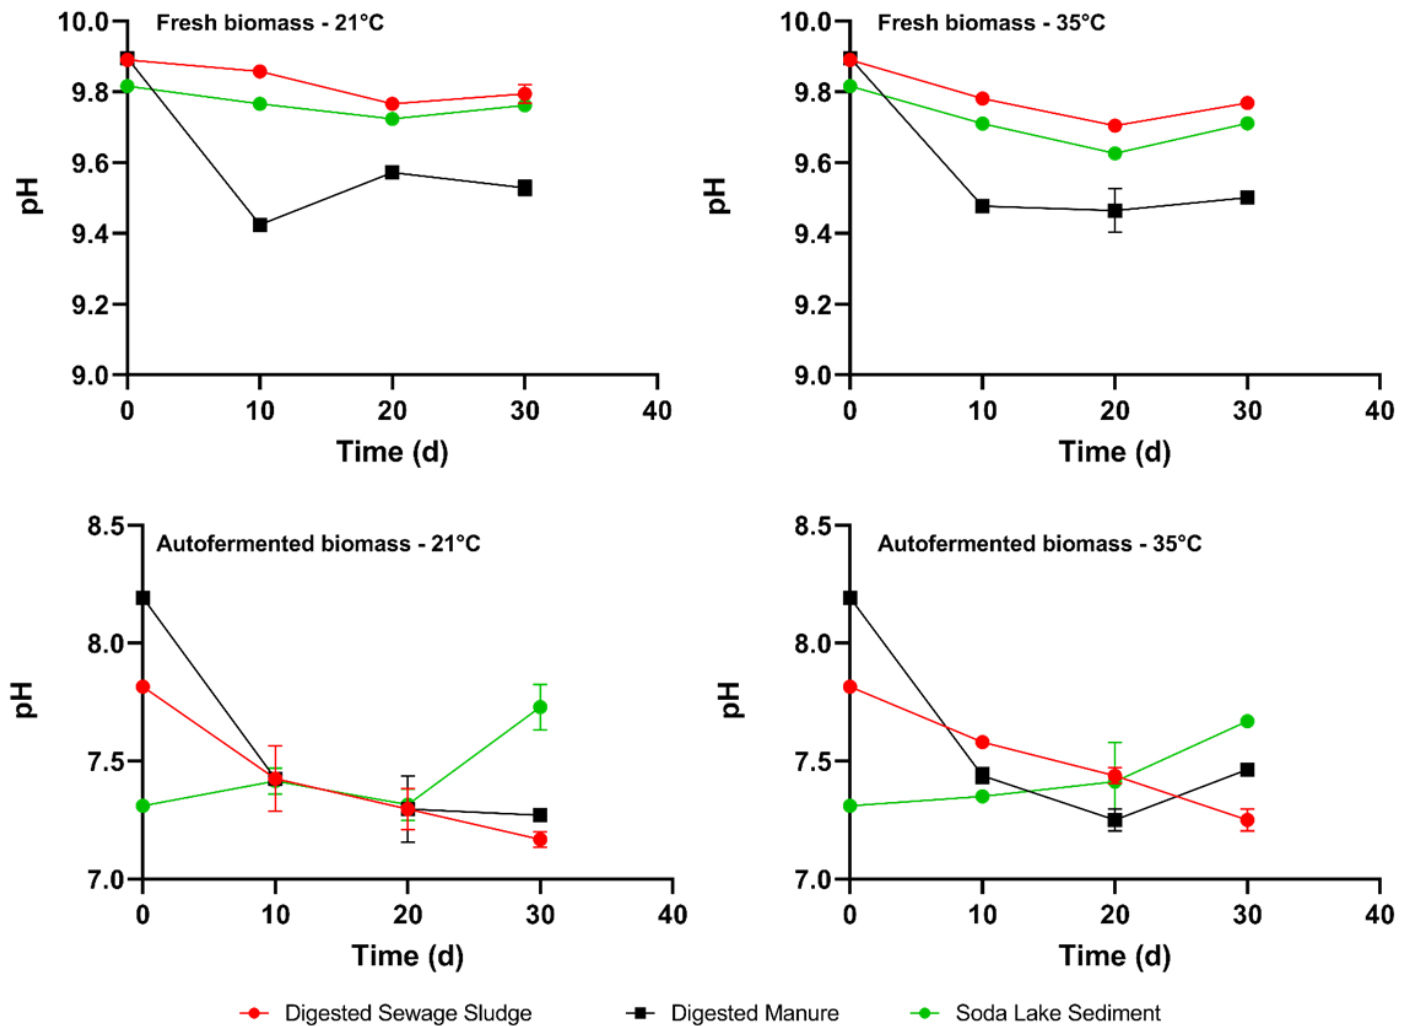 Fresh biomass - 21°C
10.0
9.8
9.6
9.4
9.2
9.0
pH
0 10 20 30 40
Time (d)
Fresh biomass - 35°C
10.0
9.8
9.6
9.4
9.2
9.0
pH
0 10 20 30 40
Time (d)
Autofermented biomass - 21°C
8.5
8.0
7.5
7.0
pH
0 10 20 30 40
Time (d)
Autofermented biomass - 35°C
8.5
8.0
7.5
7.0
pH
0 10 20 30 40
Time (d)
Digested Sewage Sludge Digested Manure Soda Lake Sediment